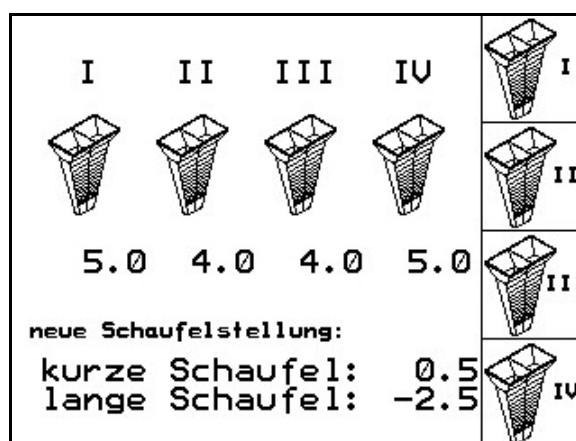 I II III IV
5.0 4.0 4.0 5.0
neue Schaufelstellung:
kurze Schaufel: 0.5
lange Schaufel: -2.5
I
II
II
IV